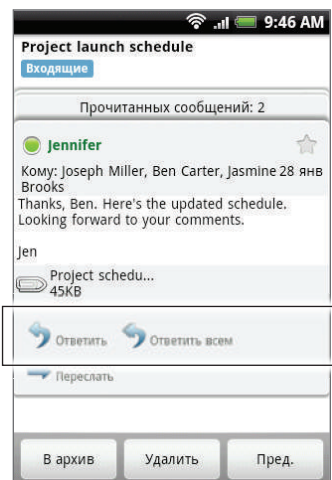 9:46 AM
Project launch schedule
Входящие
Прочитанных сообщений: 2
Jennifer
Кому: Joseph Miller, Ben Carter, Jasmine 28 янв
Brooks
Thanks, Ben. Here's the updated schedule.
Looking forward to your comments.
Jen
Project schedu...
45KB
Ответить Ответить всем
Переслать
В архив Удалить Пред.